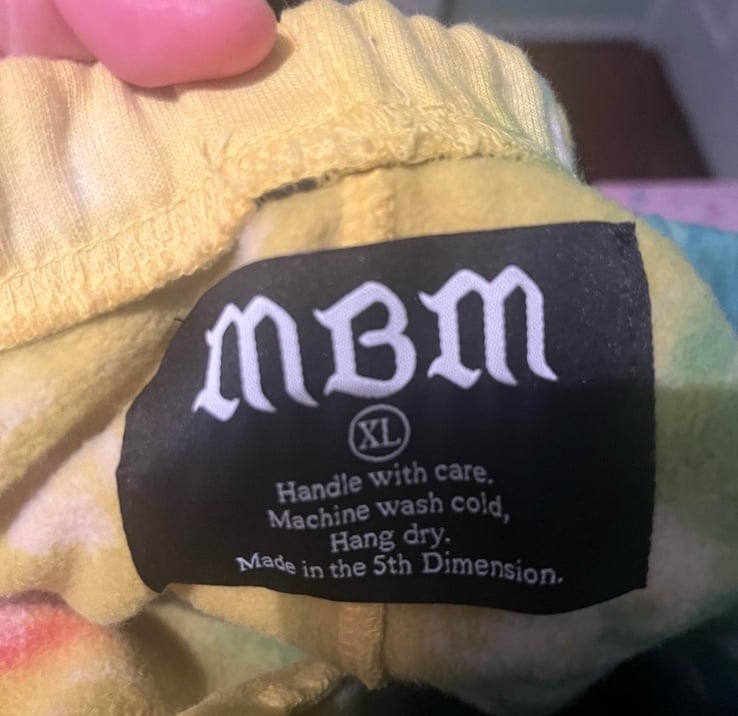 MBM
XL
Handle with care.
Machine wash cold,
Hang dry.
Made in the 5th Dimension.